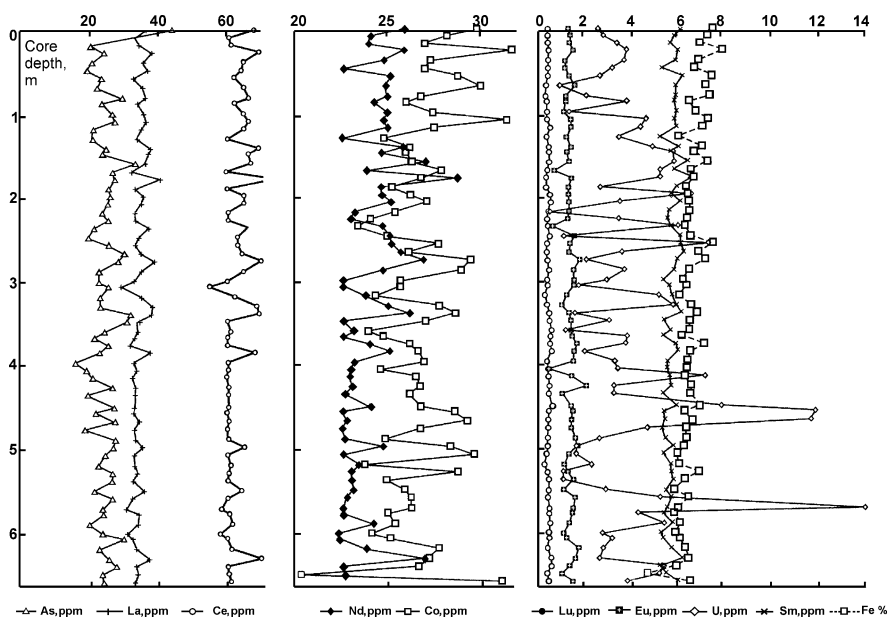 20 40 60
20 25 30
0 2 4 6 8 10 12 14
0
Core
depth,
m
1
2
3
4
5
6
As,ppm La,ppm Ce,ppm
Nd,ppm Co,ppm
Lu,ppm Eu,ppm U,ppm Sm,ppm Fe %